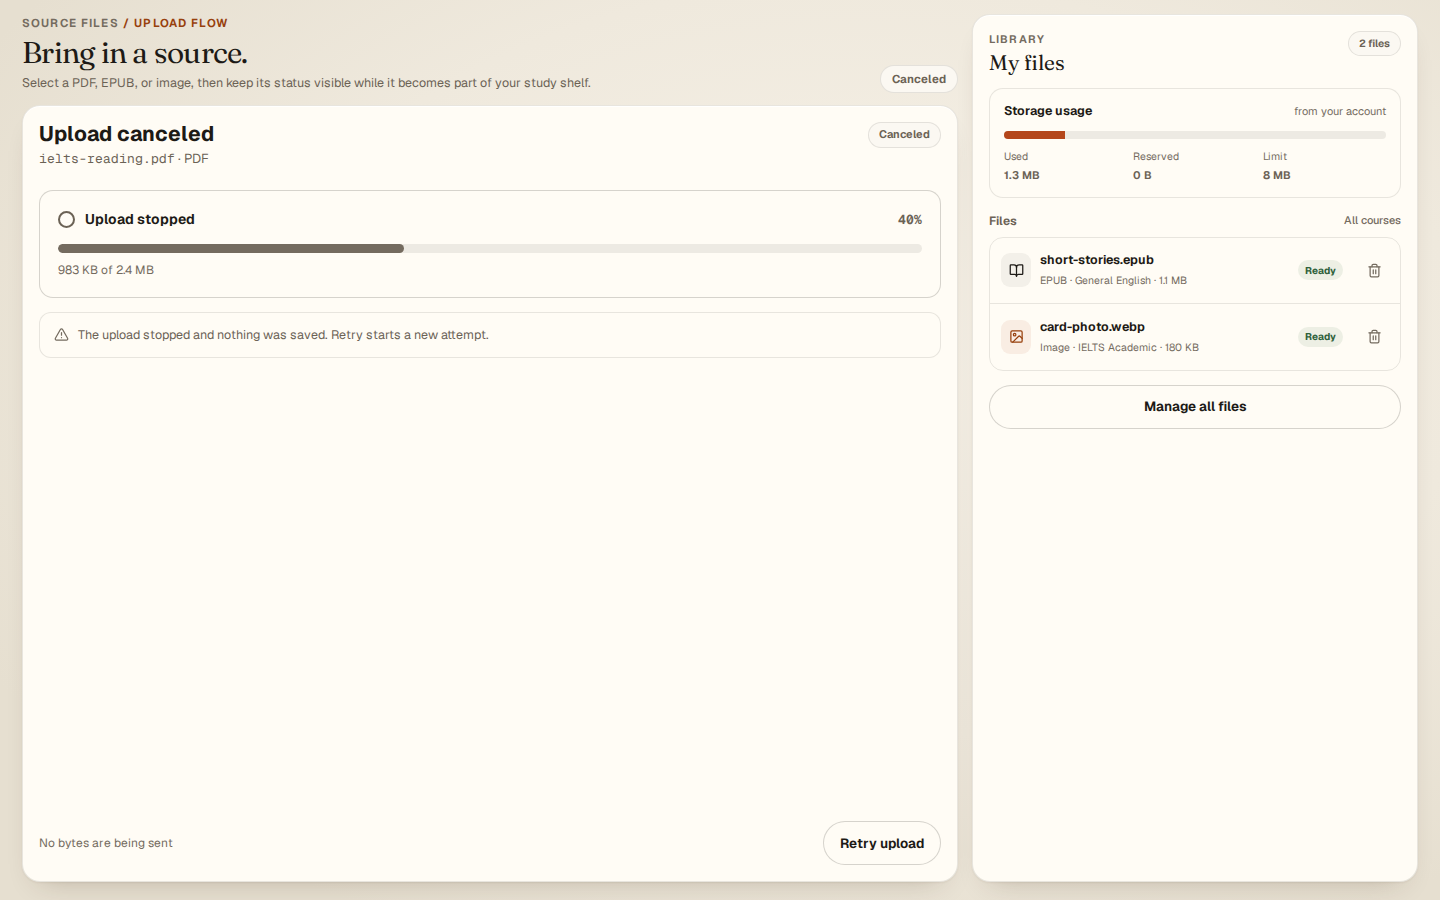 SOURCE FILES / UPLOAD FLOW
Bring in a source.
Select a PDF, EPUB, or image, then keep its status visible while it becomes part of your study shelf.
Canceled
Upload canceled
ielts-reading.pdf · PDF
Canceled
Upload stopped
40%
983 KB of 2.4 MB
The upload stopped and nothing was saved. Retry starts a new attempt.
No bytes are being sent
Retry upload
LIBRARY
My files
2 files
Storage usage
from your account
Used
Reserved
Limit
1.3 MB
0 B
8 MB
Files
All courses
short-stories.epub
EPUB · General English · 1.1 MB
Ready
card-photo.webp
Image · IELTS Academic · 180 KB
Ready
Manage all files